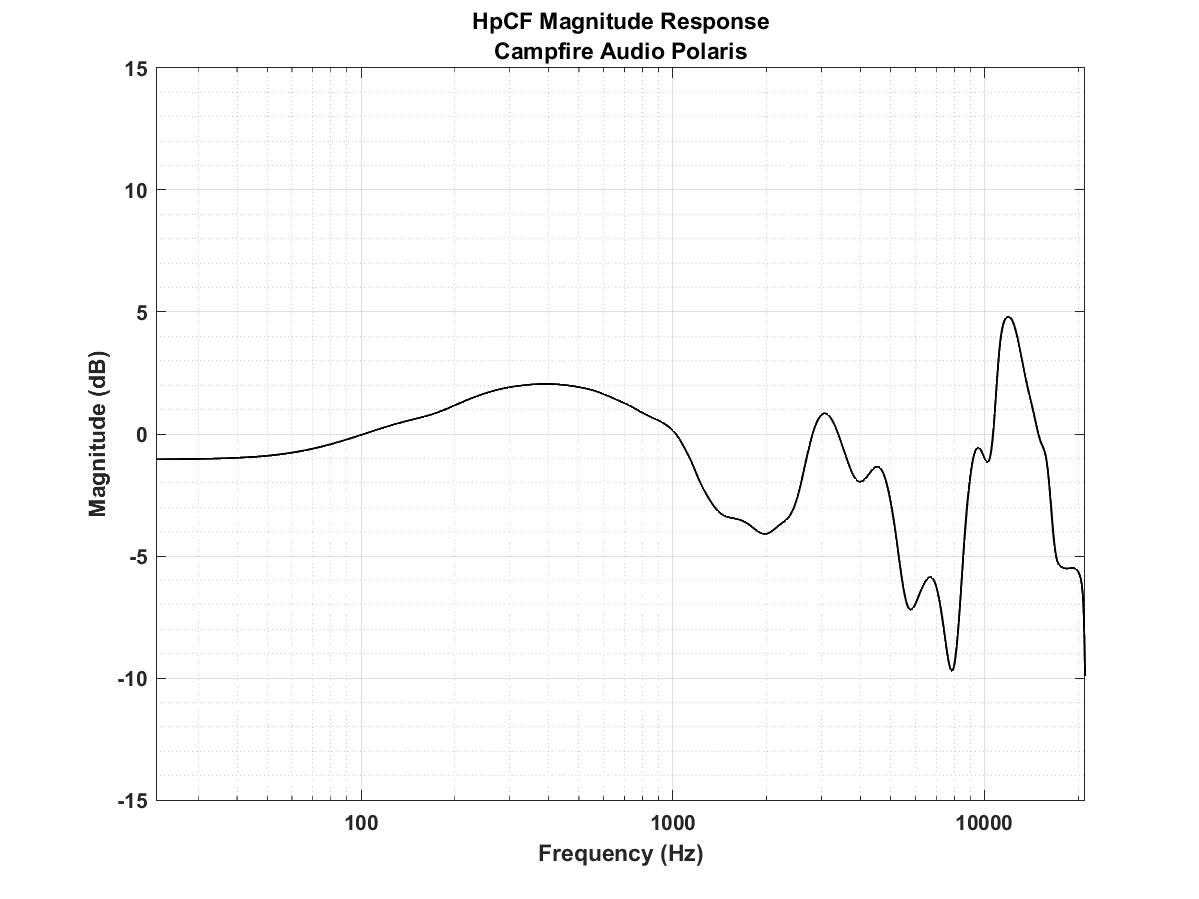 HpCF Magnitude Response
Campfire Audio Polaris
15
10
5
0
-5
-10
-15
Magnitude (dB)
100
1000
10000
Frequency (Hz)